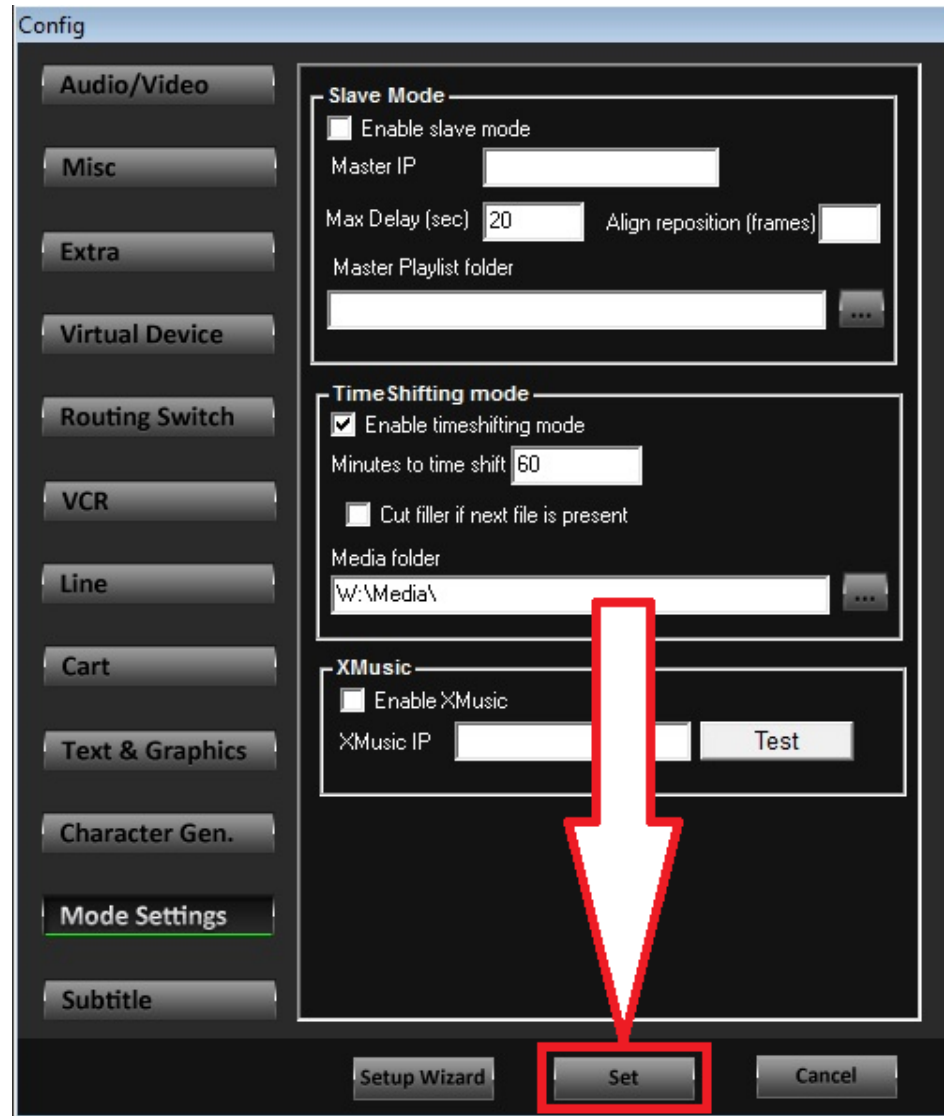 Config
Audio/Video
Misc
Extra
Virtual Device
Routing Switch
VCR
Line
Cart
Text & Graphics
Character Gen.
Mode Settings
Subtitle
Slave Mode
Enable slave mode
Master IP
Max Delay (sec) 20 Align reposition (frames)
Master Playlist folder
...
TimeShifting mode
Enable timeshifting mode
Minutes to time shift 60
Cut filler if next file is present
Media folder
W:\Media\ ...
XMusic
Enable XMusic
XMusic IP Test
Setup Wizard Set Cancel